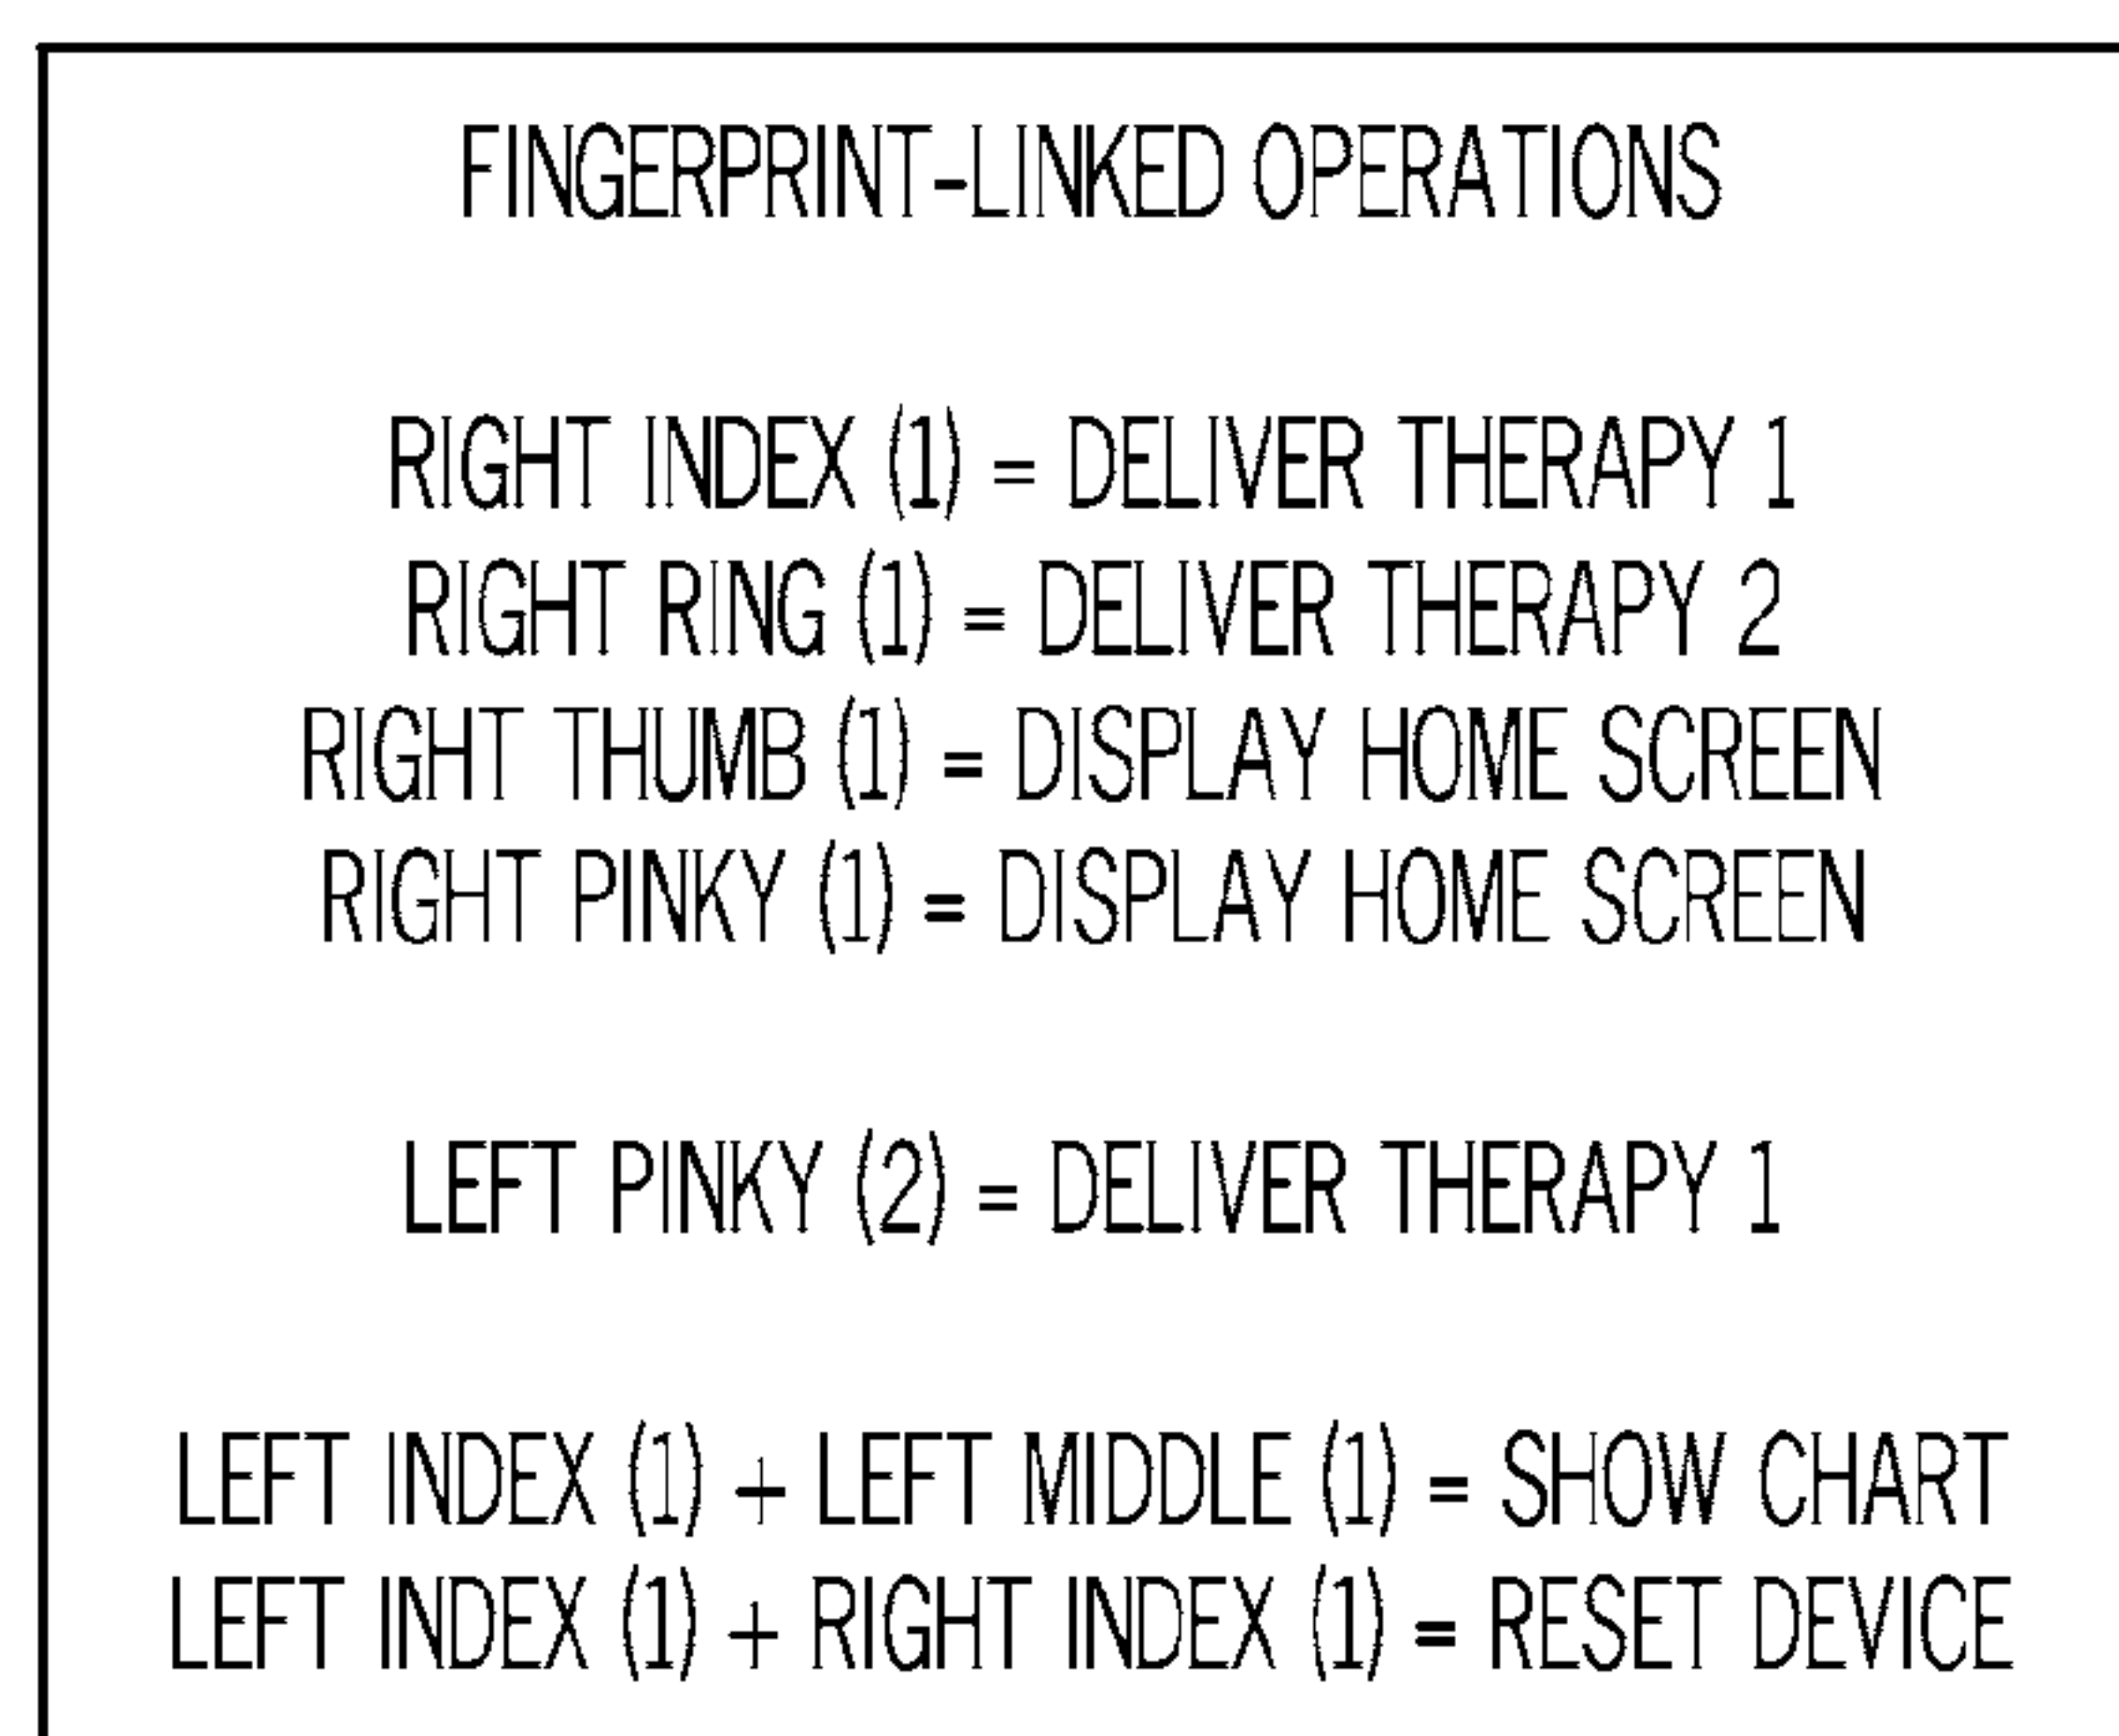 FINGERPRINT-LINKED OPERATIONS
RIGHT INDEX (1) = DELIVER THERAPY 1
RIGHT RING (1) = DELIVER THERAPY 2
RIGHT THUMB (1) = DISPLAY HOME SCREEN
RIGHT PINKY (1) = DISPLAY HOME SCREEN
LEFT PINKY (2) = DELIVER THERAPY 1
LEFT INDEX (1) + LEFT MIDDLE (1) = SHOW CHART
LEFT INDEX (1) + RIGHT INDEX (1) = RESET DEVICE